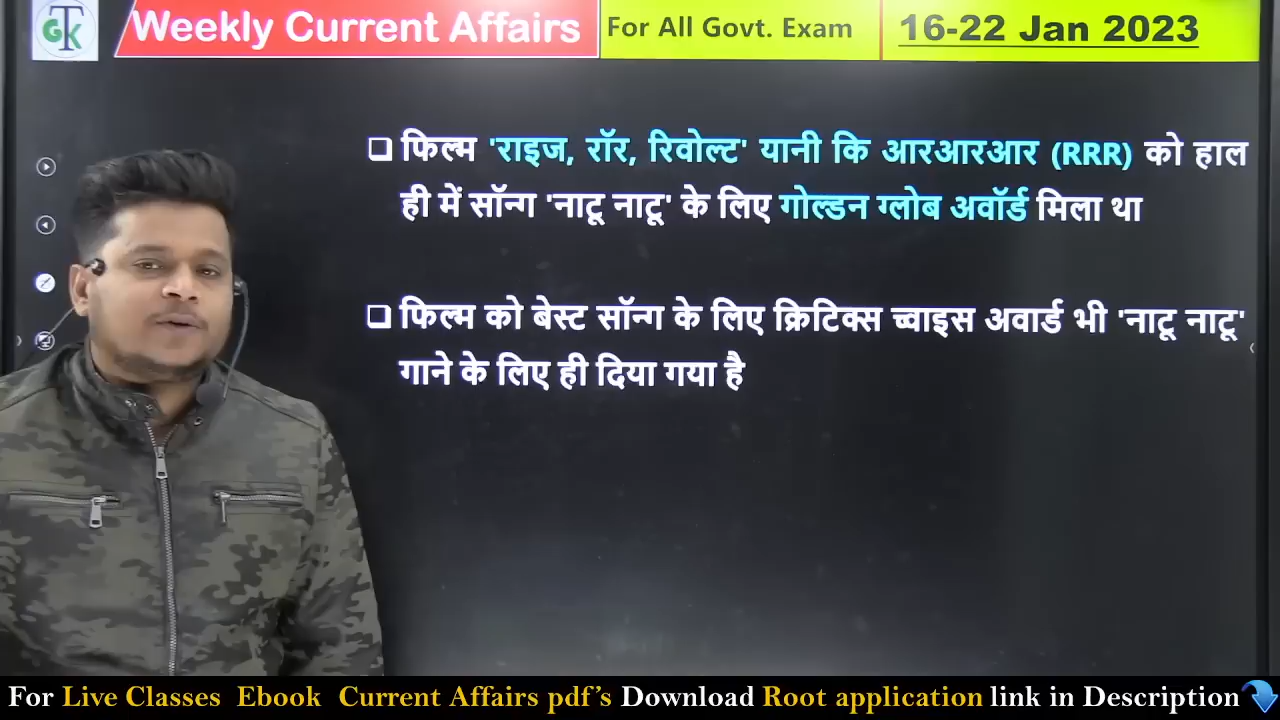 GTK
Weekly Current Affairs
For All Govt. Exam
16-22 Jan 2023
फिल्म 'राइज, रॉर, रिवोल्ट' यानी कि आरआरआर (RRR) को हाल
ही में सॉन्ग 'नाटू नाटू' के लिए गोल्डन ग्लोब अवॉर्ड मिला था
फिल्म को बेस्ट सॉन्ग के लिए क्रिटिक्स च्वाइस अवार्ड भी 'नाटू नाटू'
गाने के लिए ही दिया गया है
For Live Classes Ebook Current Affairs pdf's Download Root application link in Description